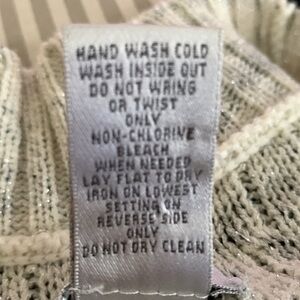 HAND WASH COLD
WASH INSIDE OUT
DO NOT WRING
OR TWIST
ONLY
NON-CHLORIVE
BLEACH
WHEN NEEDED
LAY FLAT TO DRY
IRON ON LOWEST
SETTING ON
REVERSE SIDE
ONLY
DO NOT DRY CLEAN